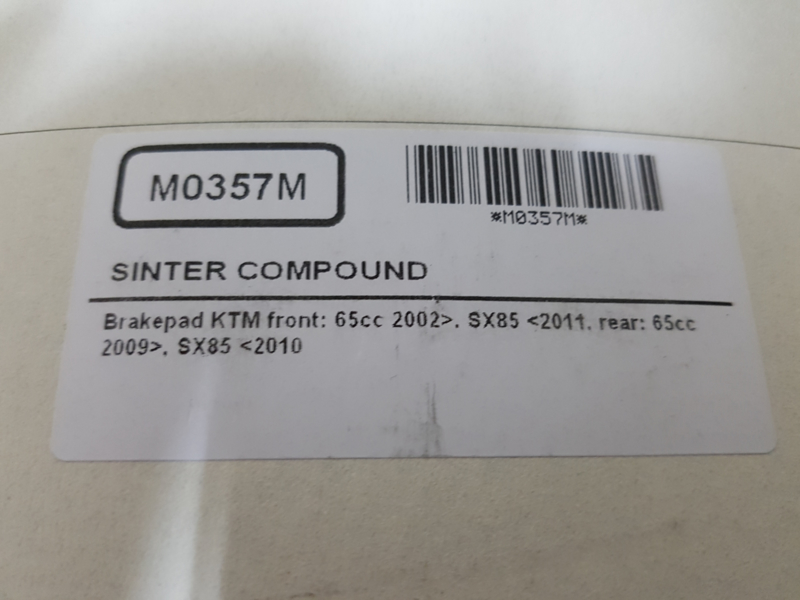 M0357M
*M0357M*
SINTER COMPOUND
Brakepad KTM front: 65cc 2002>, SX85 <2011, rear: 65cc
2009>, SX85 <2010